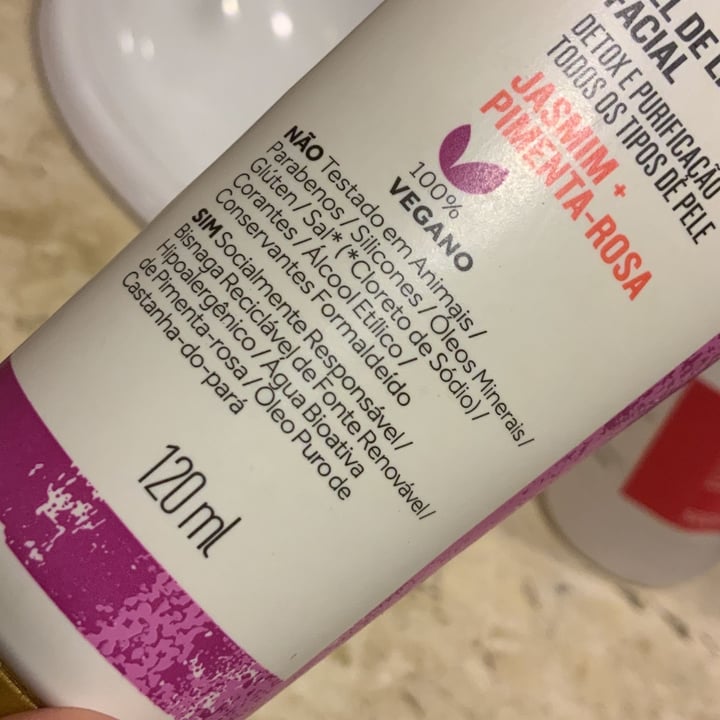 EL DE
FACIAL
DETOX E PURIFICAÇÃO
TODOS OS TIPOS DE PELE
JASMIM +
PIMENTA-ROSA
100%
VEGANO
NÃO Testado em Animais /
Parabenos / Silicones / Óleos Minerais /
Glúten / Sal* (*Cloreto de Sódio) /
Corantes / Álcool Etílico /
Conservantes Formaldeído
SIM Socialmente Responsável /
Bisnaga Reciclável de Fonte Renovável /
Hipoalergênico / Água Bioativa
de Pimenta-rosa / Óleo Puro de
Castanha-do-pará
120 ml